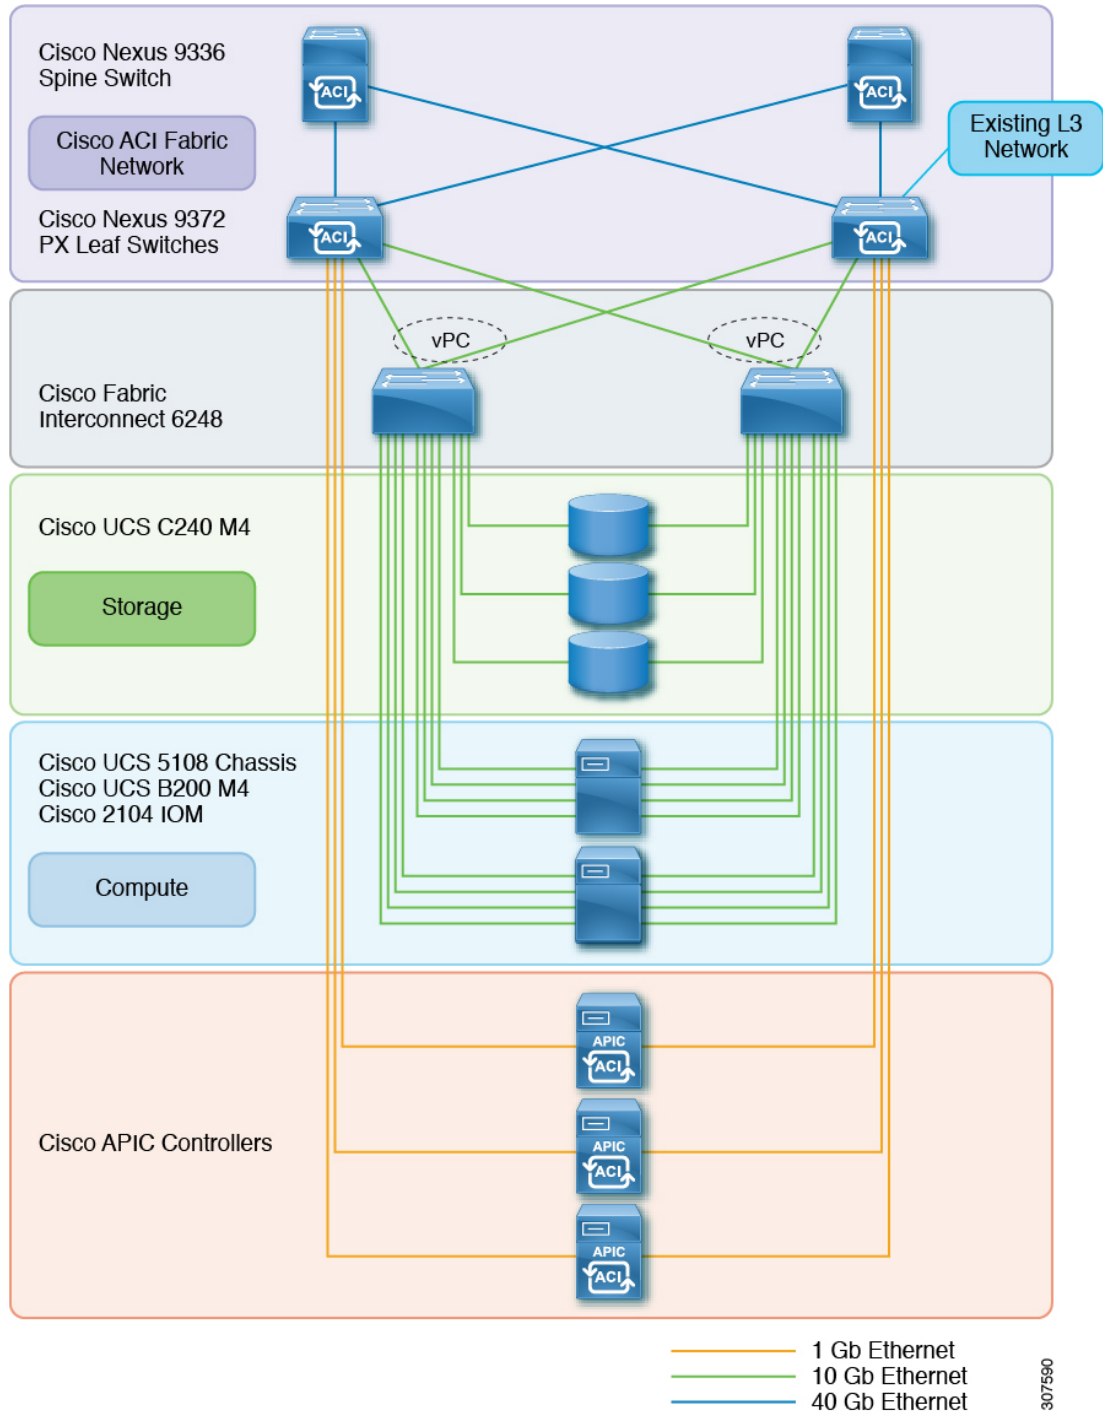 Cisco Nexus 9336
Spine Switch
ACI
ACI
Cisco ACI Fabric
Network
Existing L3
Network
Cisco Nexus 9372
PX Leaf Switches
ACI
ACI
vPC
vPC
Cisco Fabric
Interconnect 6248
Cisco UCS C240 M4
Storage
Cisco UCS 5108 Chassis
Cisco UCS B200 M4
Cisco 2104 IOM
Compute
APIC
ACI
Cisco APIC Controllers
APIC
ACI
APIC
ACI
1 Gb Ethernet
10 Gb Ethernet
40 Gb Ethernet
307590